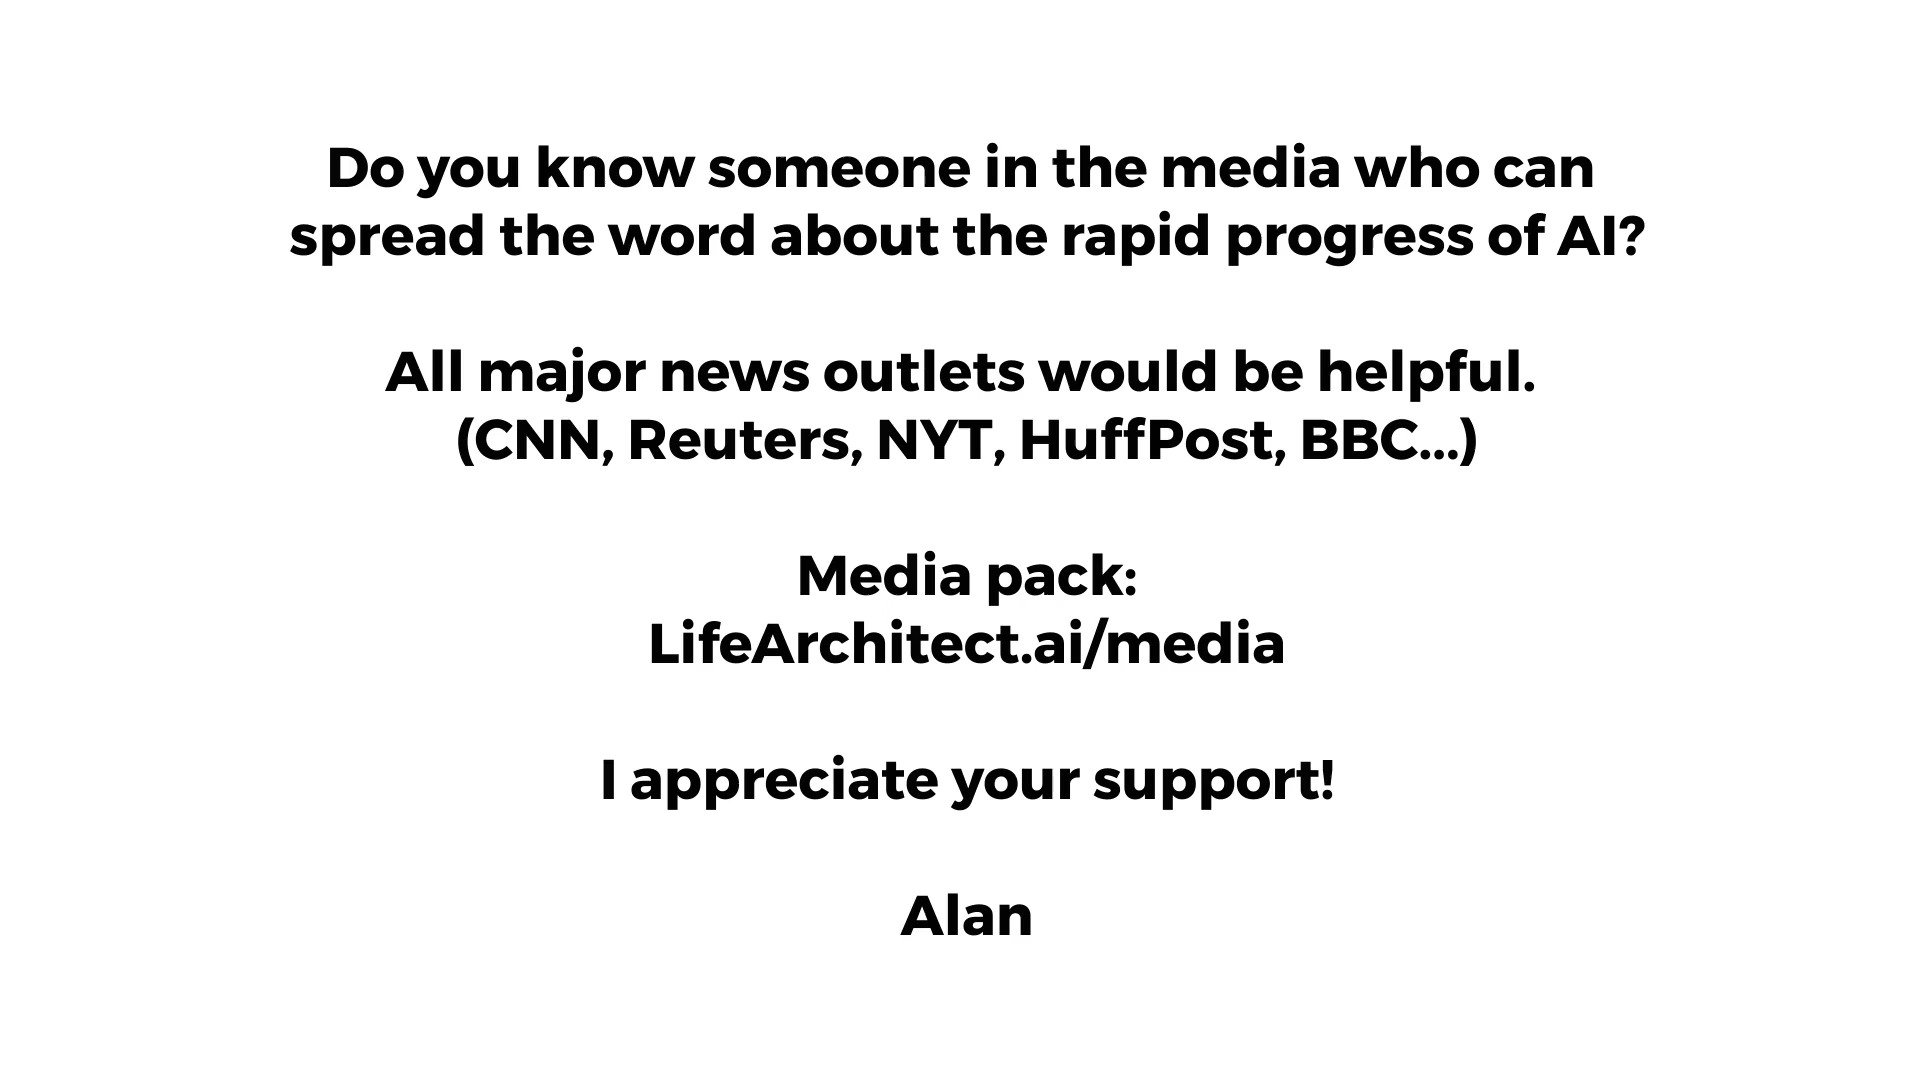 Do you know someone in the media who can
spread the word about the rapid progress of AI?
All major news outlets would be helpful.
(CNN, Reuters, NYT, HuffPost, BBC...)
Media pack:
LifeArchitect.ai/media
I appreciate your support!
Alan